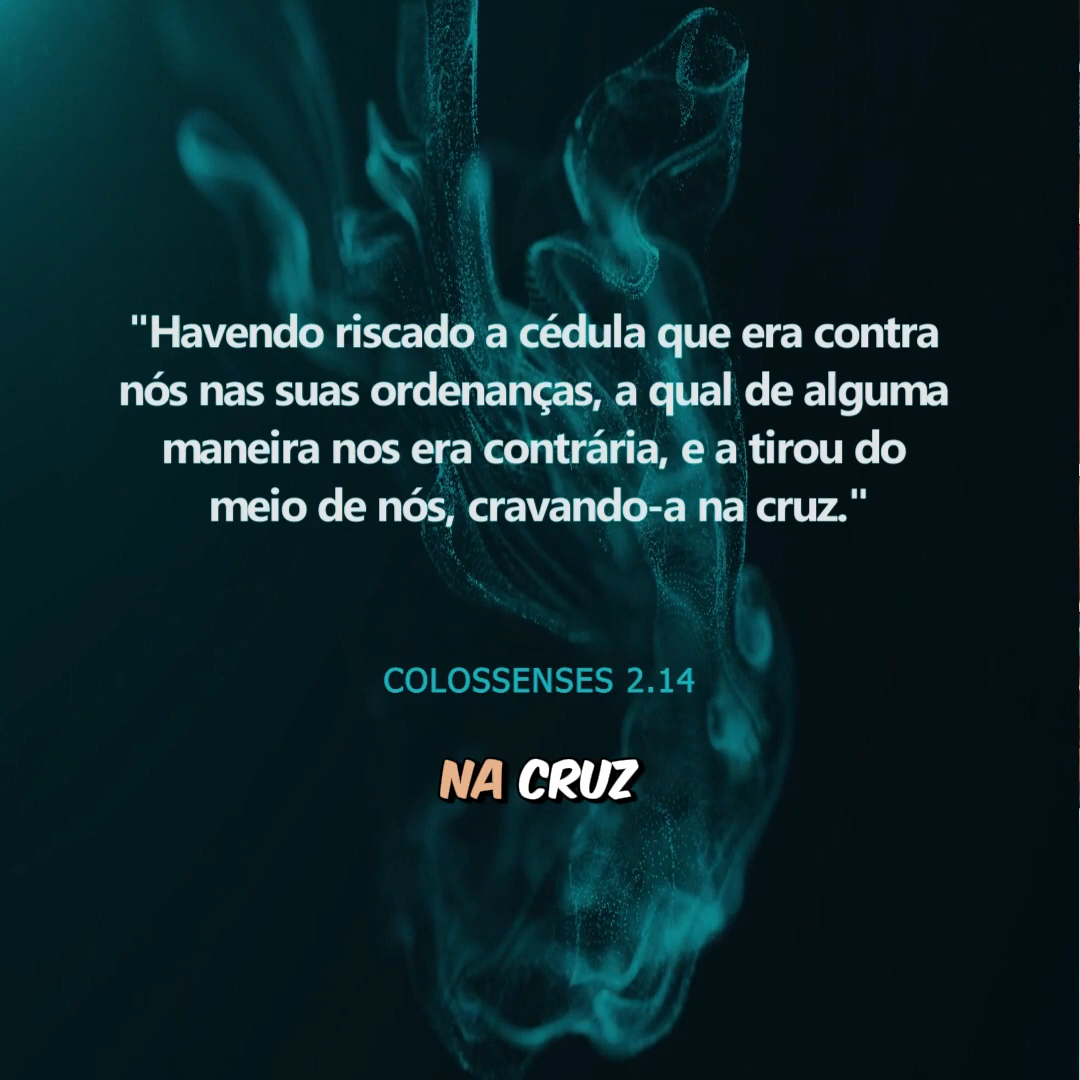 "Havendo riscado a cédula que era contra
nós nas suas ordenanças, a qual de alguma
maneira nos era contrária, e a tirou do
meio de nós, cravando-a na cruz."
COLOSSENSES 2.14
NA CRUZ